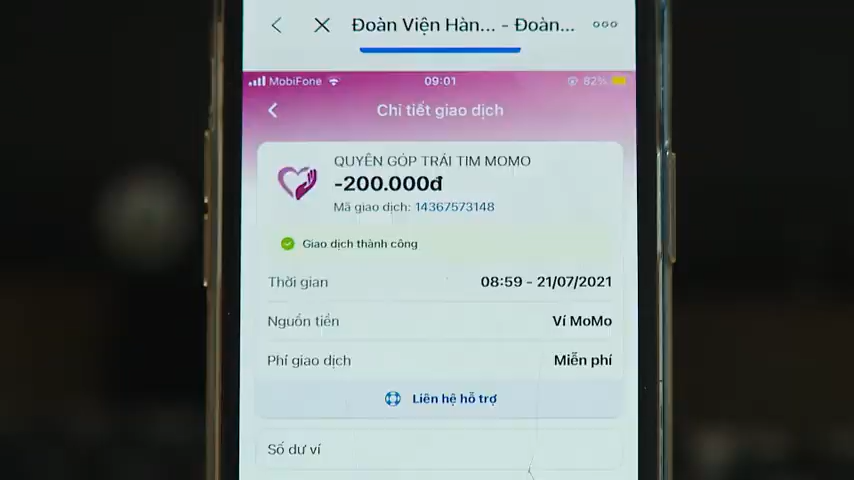 Đoàn Viện Hàn... - Đoàn...
MobiFone 09:01 82%
Chi tiết giao dịch
QUYÊN GÓP TRÁI TIM MOMO
-200.000đ
Mã giao dịch: 14367573148
Giao dịch thành công
Thời gian 08:59 - 21/07/2021
Nguồn tiền Ví MoMo
Phí giao dịch Miễn phí
Liên hệ hỗ trợ
Số dư ví